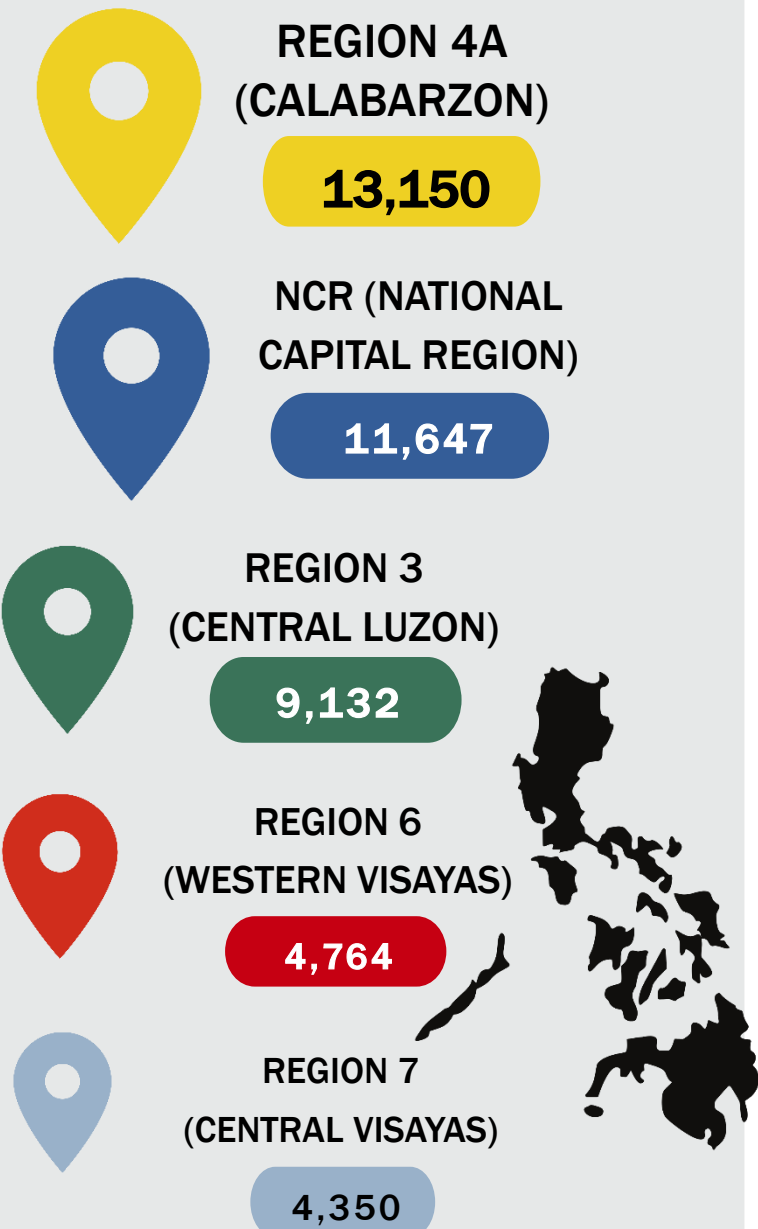 REGION 4A
(CALABARZON)
13,150
NCR (NATIONAL
CAPITAL REGION)
11,647
REGION 3
(CENTRAL LUZON)
9,132
REGION 6
(WESTERN VISAYAS)
4,764
REGION 7
(CENTRAL VISAYAS)
4,350